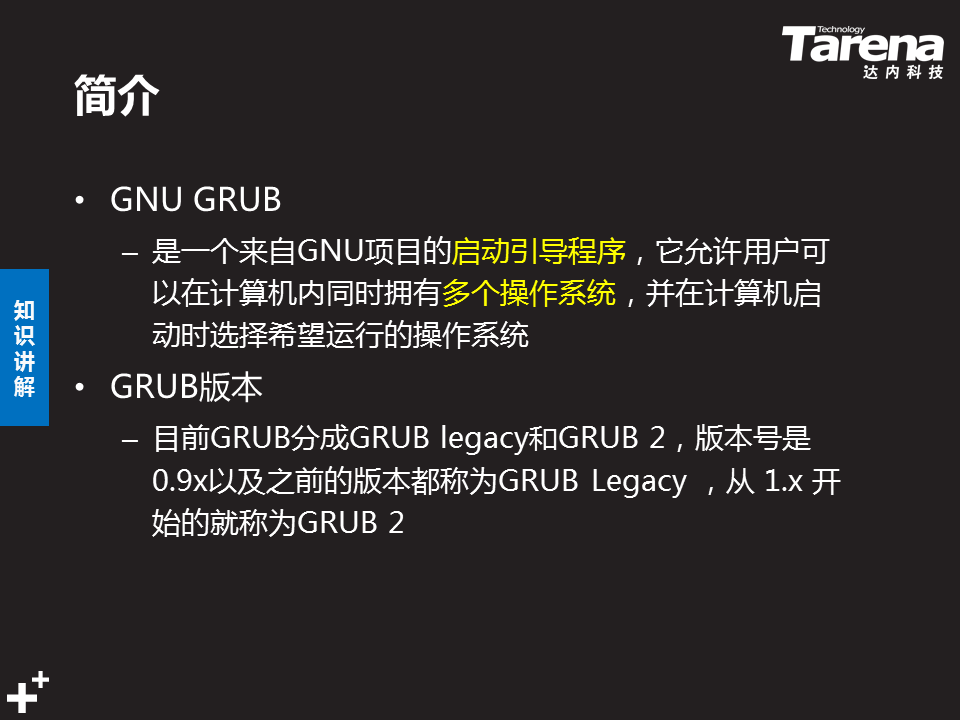 Technology
Tarena
达内科技
简介
• GNU GRUB
– 是一个来自GNU项目的启动引导程序，它允许用户可
以在计算机内同时拥有多个操作系统，并在计算机启
动时选择希望运行的操作系统
• GRUB版本
– 目前GRUB分成GRUB legacy和GRUB 2，版本号是
0.9x以及之前的版本都称为GRUB Legacy ，从 1.x 开
始的就称为GRUB 2
知
识
讲
解